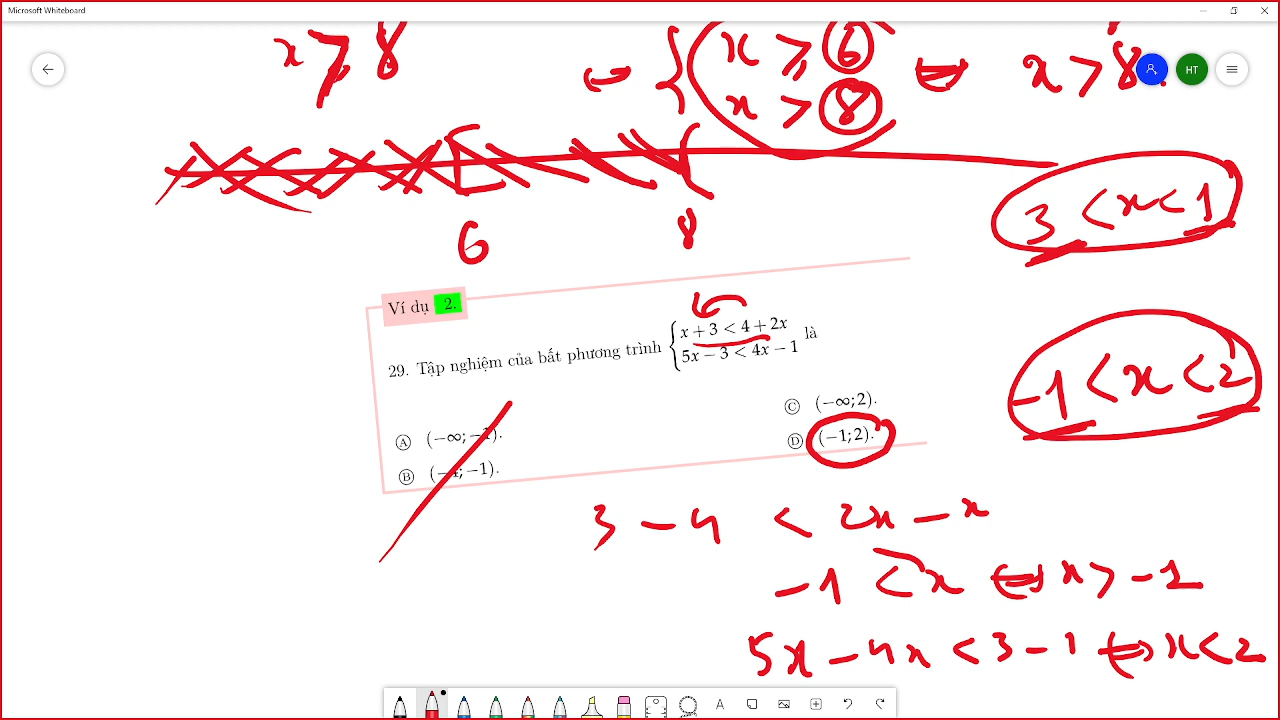 Microsoft Whiteboard
x ⩾ 8
⇔ { x ⩾ 6
x > 8
⇔ x > 8
HT
6
8
3 < x < 1
Ví dụ 2.
29. Tập nghiệm của bất phương trình { x + 3 < 4 + 2x
5x − 3 < 4x − 1 là
Ⓐ (−∞; −1).
Ⓒ (−∞; 2).
Ⓑ (−4; −1).
Ⓓ (−1; 2).
−1 < x < 2
3 − 4 < 2x − x
−1 < x ⇔ x > −1
5x − 4x < 3 − 1 ⇔ x < 2
A